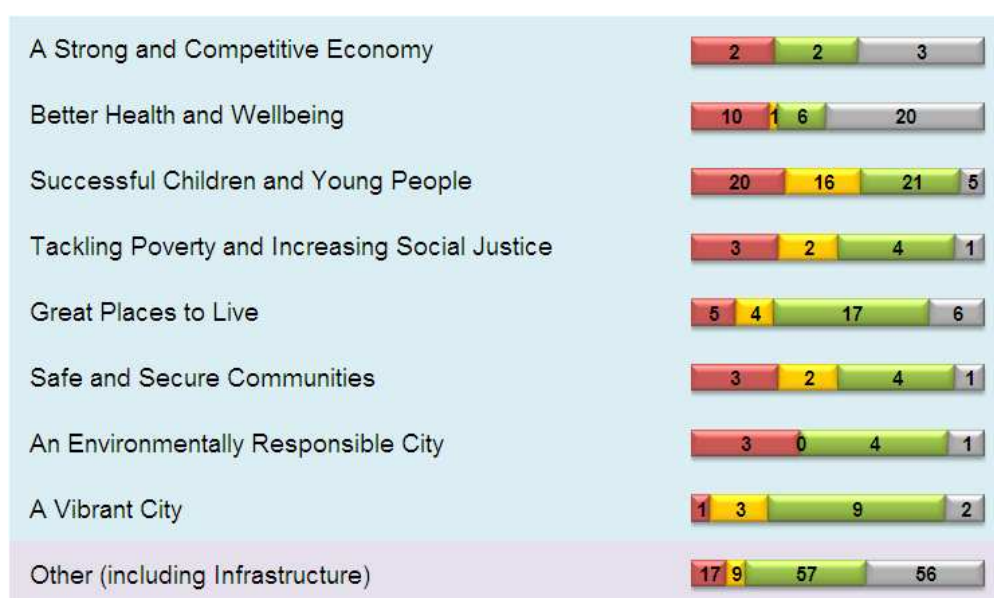 A Strong and Competitive Economy 2 2 3
Better Health and Wellbeing 10 1 6 20
Successful Children and Young People 20 16 21 5
Tackling Poverty and Increasing Social Justice 3 2 4 1
Great Places to Live 5 4 17 6
Safe and Secure Communities 3 2 4 1
An Environmentally Responsible City 3 0 4 1
A Vibrant City 1 3 9 2
Other (including Infrastructure) 17 9 57 56